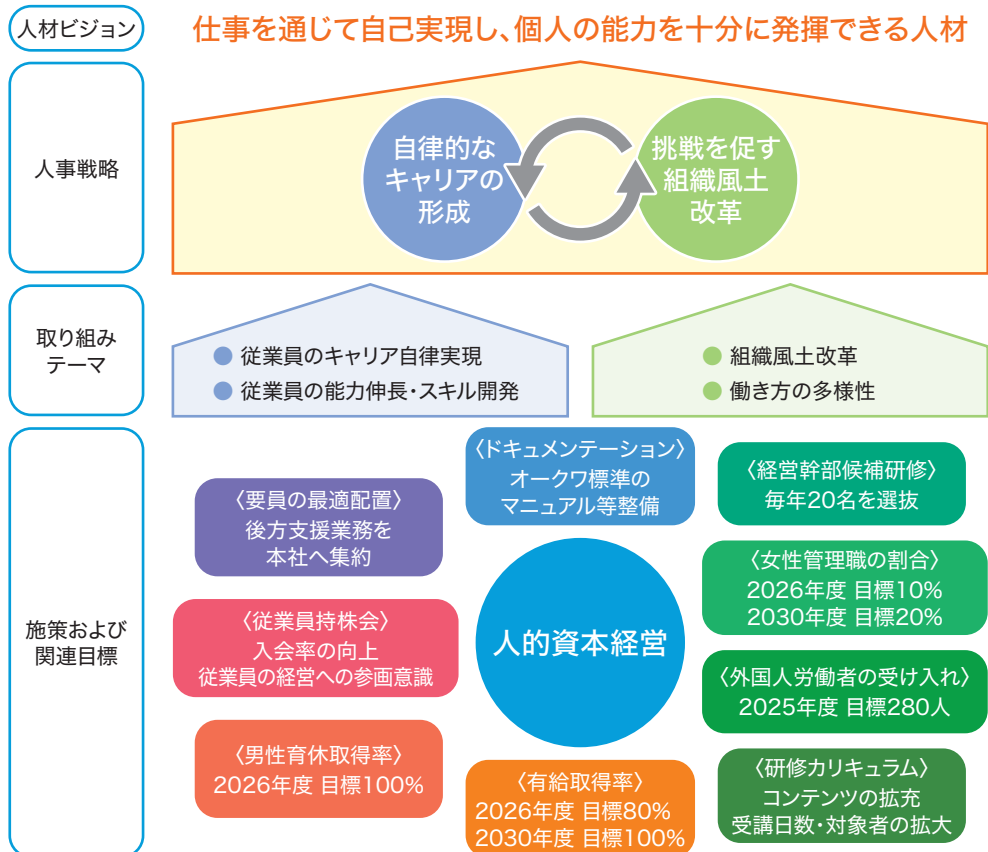 人材ビジョン
仕事を通じて自己実現し、個人の能力を十分に発揮できる人材
人事戦略
自律的な
キャリアの
形成
挑戦を促す
組織風土
改革
取り組み
テーマ
● 従業員のキャリア自律実現
● 従業員の能力伸長・スキル開発
● 組織風土改革
● 働き方の多様性
施策および
関連目標
〈ドキュメンテーション〉
オークワ標準の
マニュアル等整備
〈経営幹部候補研修〉
毎年20名を選抜
〈要員の最適配置〉
後方支援業務を
本社へ集約
〈女性管理職の割合〉
2026年度 目標10%
2030年度 目標20%
〈従業員持株会〉
入会率の向上
従業員の経営への参画意識
人的資本経営
〈外国人労働者の受け入れ〉
2025年度 目標280人
〈男性育休取得率〉
2026年度 目標100%
〈有給取得率〉
2026年度 目標80%
2030年度 目標100%
〈研修カリキュラム〉
コンテンツの拡充
受講日数・対象者の拡大